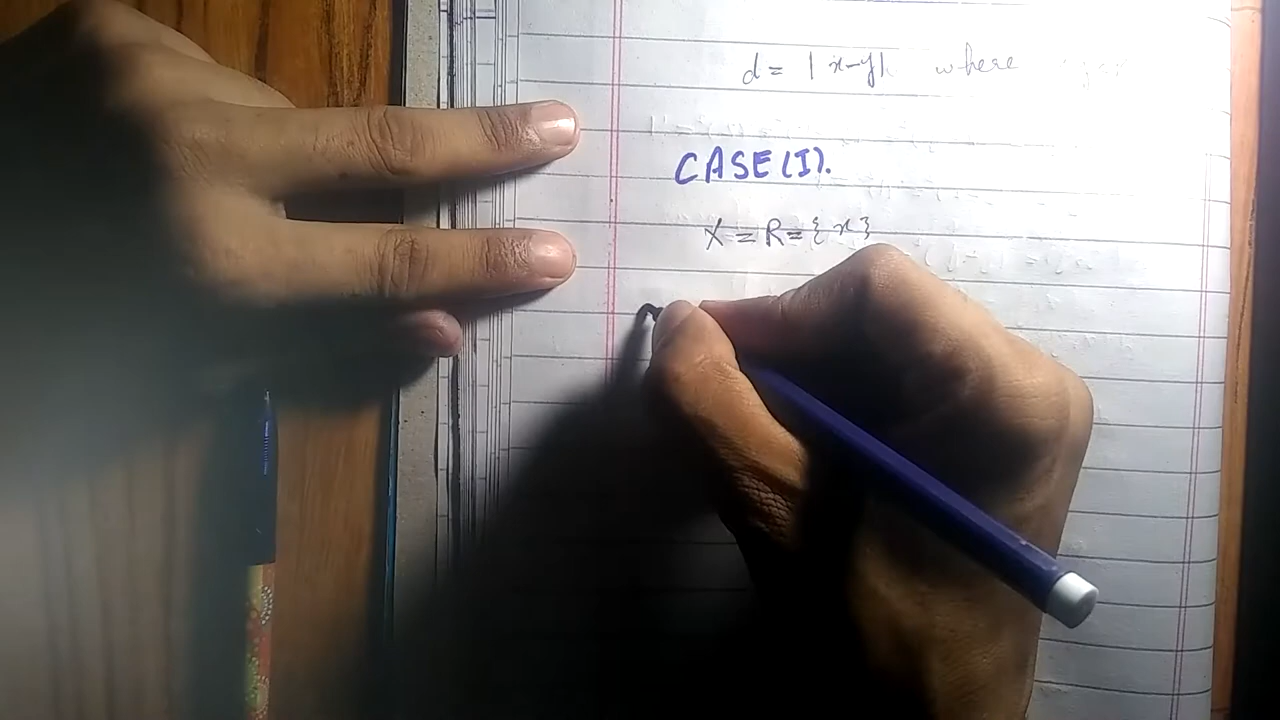 d = |x-y|. where
CASE(I).
X = R = {x}